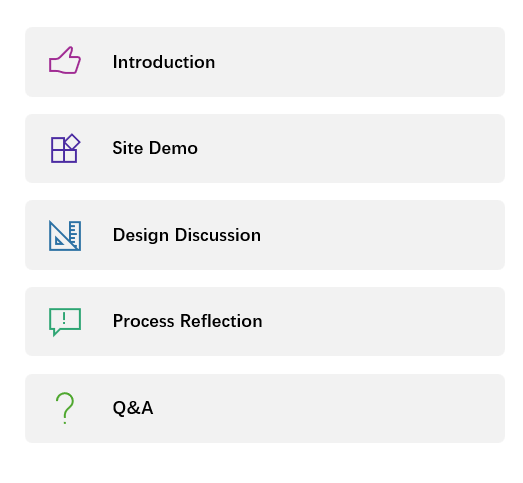 Introduction
Site Demo
Design Discussion
Process Reflection
Q&A